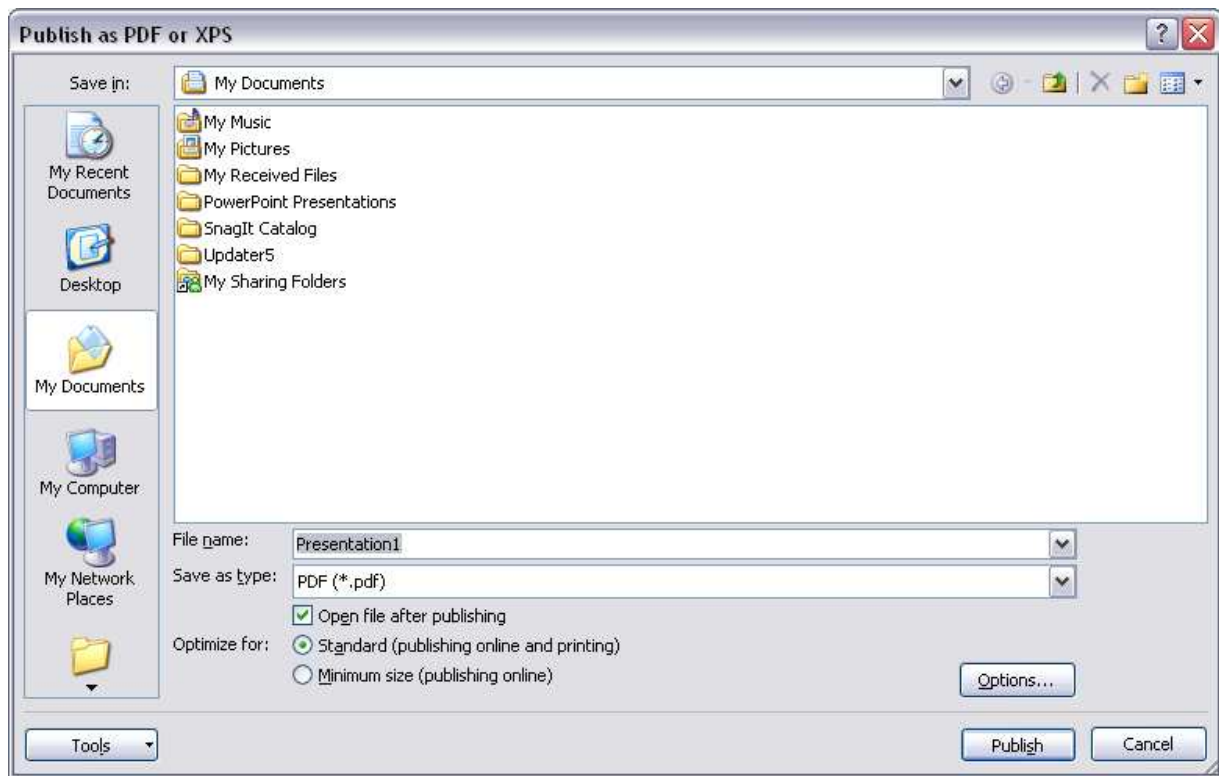 Publish as PDF or XPS
Save in:
My Documents
My Recent
Documents
Desktop
My Documents
My Computer
My Network
Places
My Music
My Pictures
My Received Files
PowerPoint Presentations
SnagIt Catalog
Updater5
My Sharing Folders
File name:
Presentation1
Save as type:
PDF (*.pdf)
Open file after publishing
Optimize for:
Standard (publishing online and printing)
Minimum size (publishing online)
Options...
Tools
Publish
Cancel